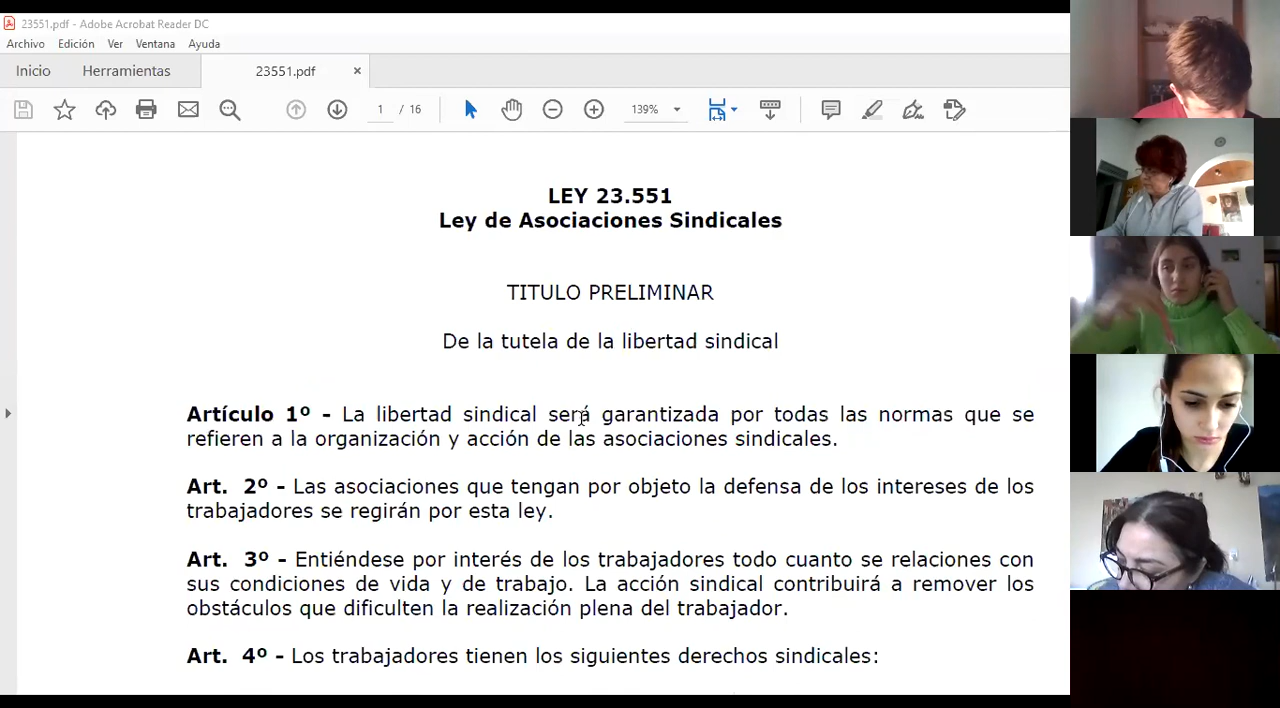 23551.pdf - Adobe Acrobat Reader DC
Archivo Edición Ver Ventana Ayuda
Inicio Herramientas 23551.pdf ×
1 / 16 139%
LEY 23.551
Ley de Asociaciones Sindicales
TITULO PRELIMINAR
De la tutela de la libertad sindical
Artículo 1º - La libertad sindical será garantizada por todas las normas que se
refieren a la organización y acción de las asociaciones sindicales.
Art. 2º - Las asociaciones que tengan por objeto la defensa de los intereses de los
trabajadores se regirán por esta ley.
Art. 3º - Entiéndese por interés de los trabajadores todo cuanto se relaciones con
sus condiciones de vida y de trabajo. La acción sindical contribuirá a remover los
obstáculos que dificulten la realización plena del trabajador.
Art. 4º - Los trabajadores tienen los siguientes derechos sindicales: